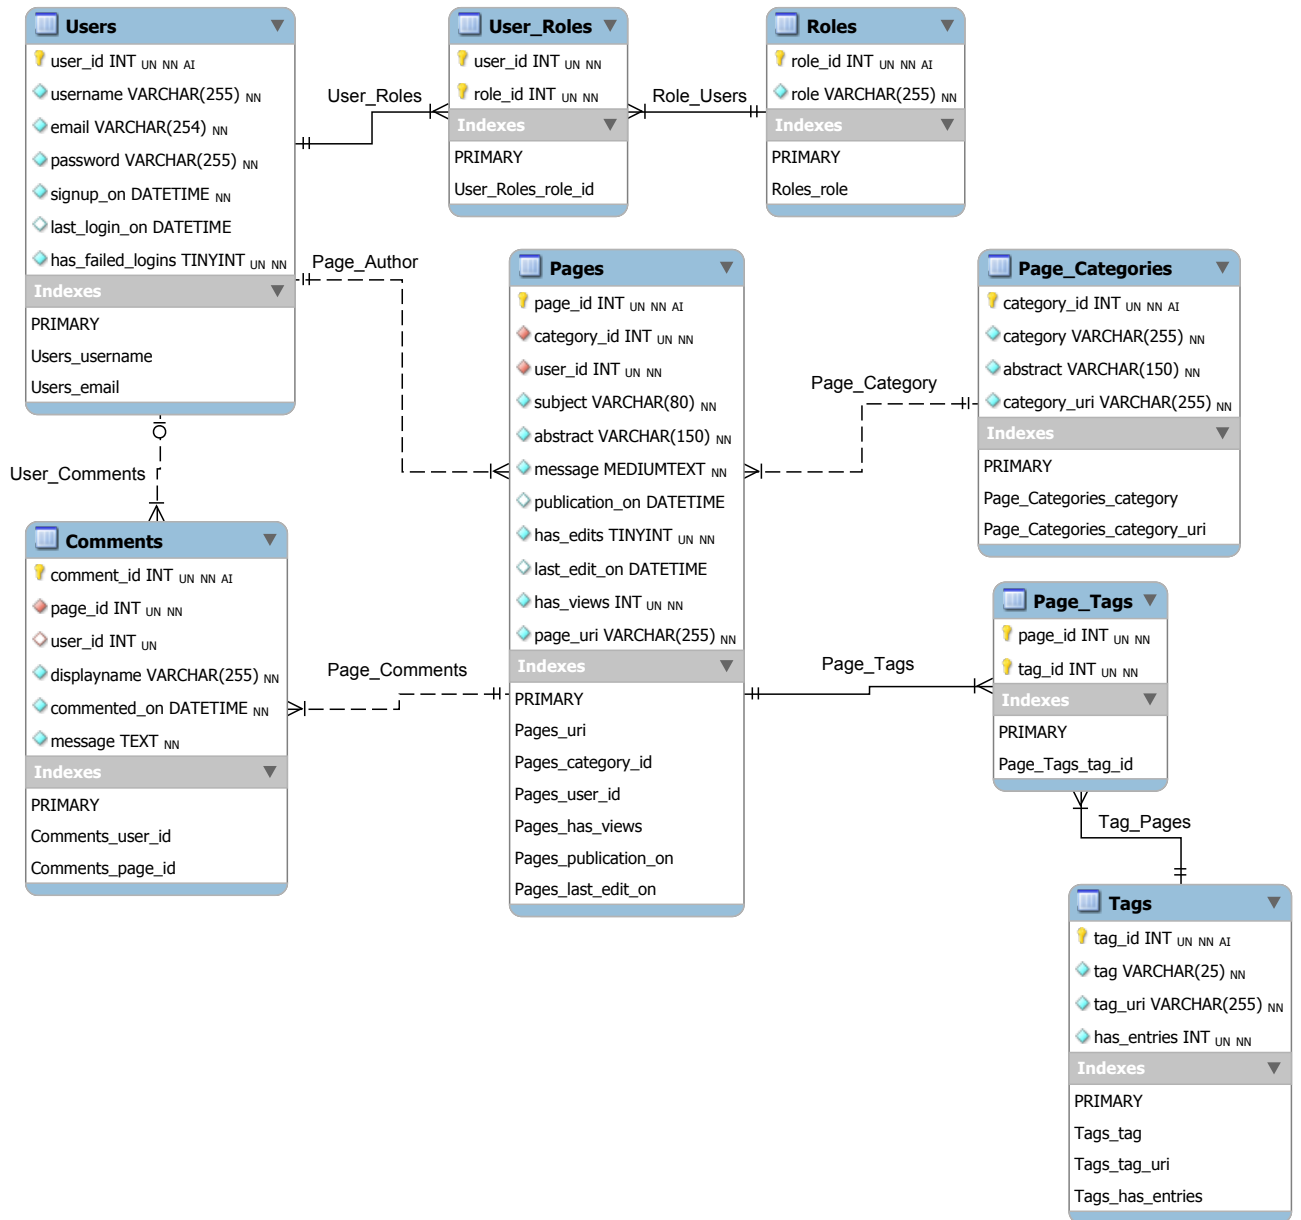 Users
user_id INT UN NN AI
username VARCHAR(255) NN
email VARCHAR(254) NN
password VARCHAR(255) NN
signup_on DATETIME NN
last_login_on DATETIME
has_failed_logins TINYINT UN NN
Indexes
PRIMARY
Users_username
Users_email
User_Roles
User_Roles
user_id INT UN NN
role_id INT UN NN
Indexes
PRIMARY
User_Roles_role_id
Role_Users
Roles
role_id INT UN NN AI
role VARCHAR(255) NN
Indexes
PRIMARY
Roles_role
Page_Author
Pages
page_id INT UN NN AI
category_id INT UN NN
user_id INT UN NN
subject VARCHAR(80) NN
abstract VARCHAR(150) NN
message MEDIUMTEXT NN
publication_on DATETIME
has_edits TINYINT UN NN
last_edit_on DATETIME
has_views INT UN NN
page_uri VARCHAR(255) NN
Indexes
PRIMARY
Pages_uri
Pages_category_id
Pages_user_id
Pages_has_views
Pages_publication_on
Pages_last_edit_on
Page_Category
Page_Categories
category_id INT UN NN AI
category VARCHAR(255) NN
abstract VARCHAR(150) NN
category_uri VARCHAR(255) NN
Indexes
PRIMARY
Page_Categories_category
Page_Categories_category_uri
User_Comments
Comments
comment_id INT UN NN AI
page_id INT UN NN
user_id INT UN
displayname VARCHAR(255) NN
commented_on DATETIME NN
message TEXT NN
Indexes
PRIMARY
Comments_user_id
Comments_page_id
Page_Comments
Page_Tags
Page_Tags
page_id INT UN NN
tag_id INT UN NN
Indexes
PRIMARY
Page_Tags_tag_id
Tag_Pages
Tags
tag_id INT UN NN AI
tag VARCHAR(25) NN
tag_uri VARCHAR(255) NN
has_entries INT UN NN
Indexes
PRIMARY
Tags_tag
Tags_tag_uri
Tags_has_entries